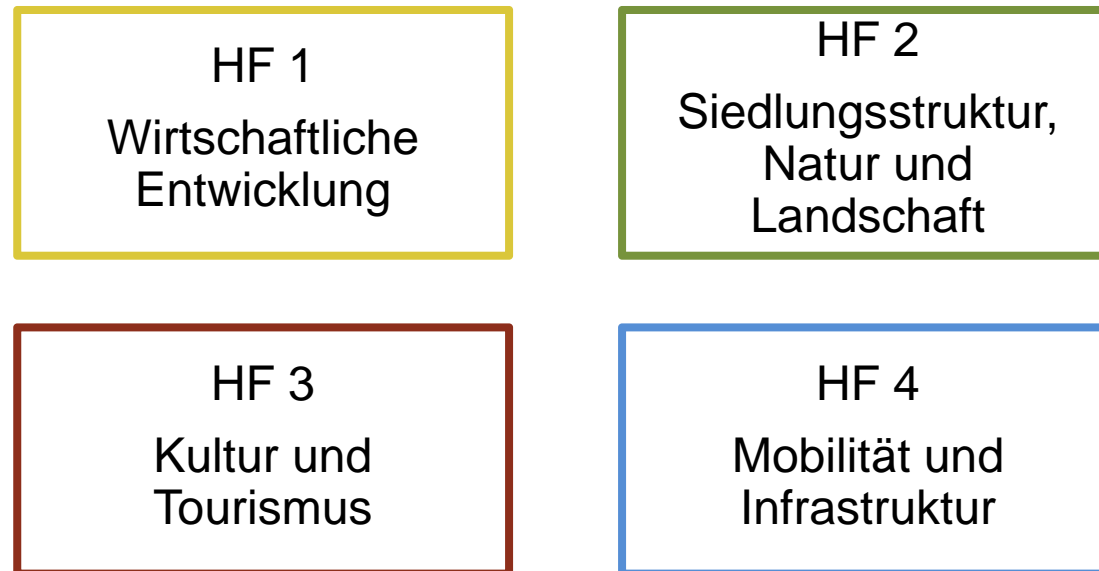 HF 1
Wirtschaftliche
Entwicklung
HF 2
Siedlungsstruktur,
Natur und
Landschaft
HF 3
Kultur und
Tourismus
HF 4
Mobilität und
Infrastruktur